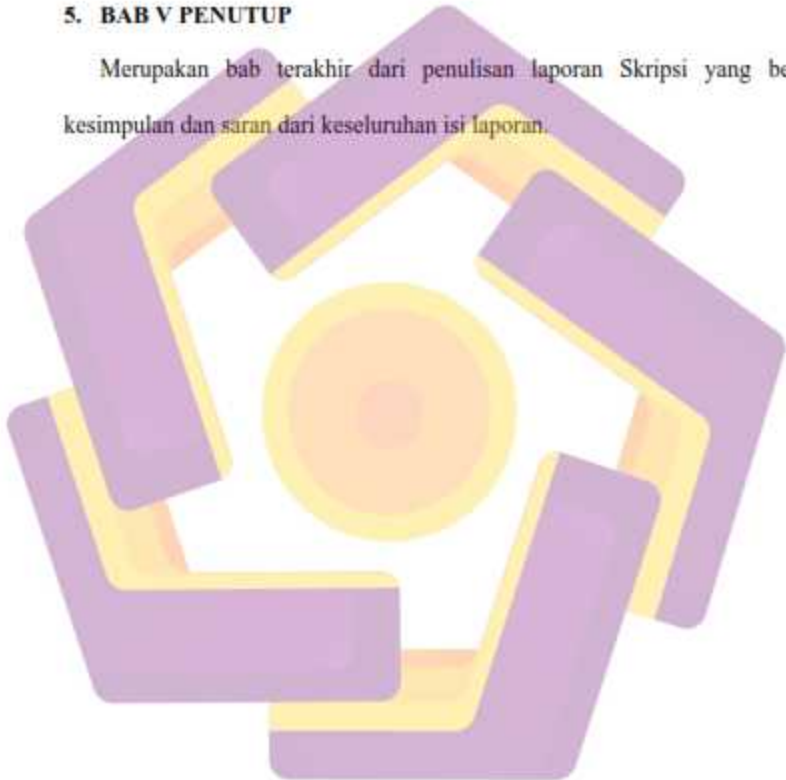 5. BAB V PENUTUP
Merupakan bab terakhir dari penulisan laporan Skripsi yang
kesimpulan dan saran dari keseluruhan isi laporan.